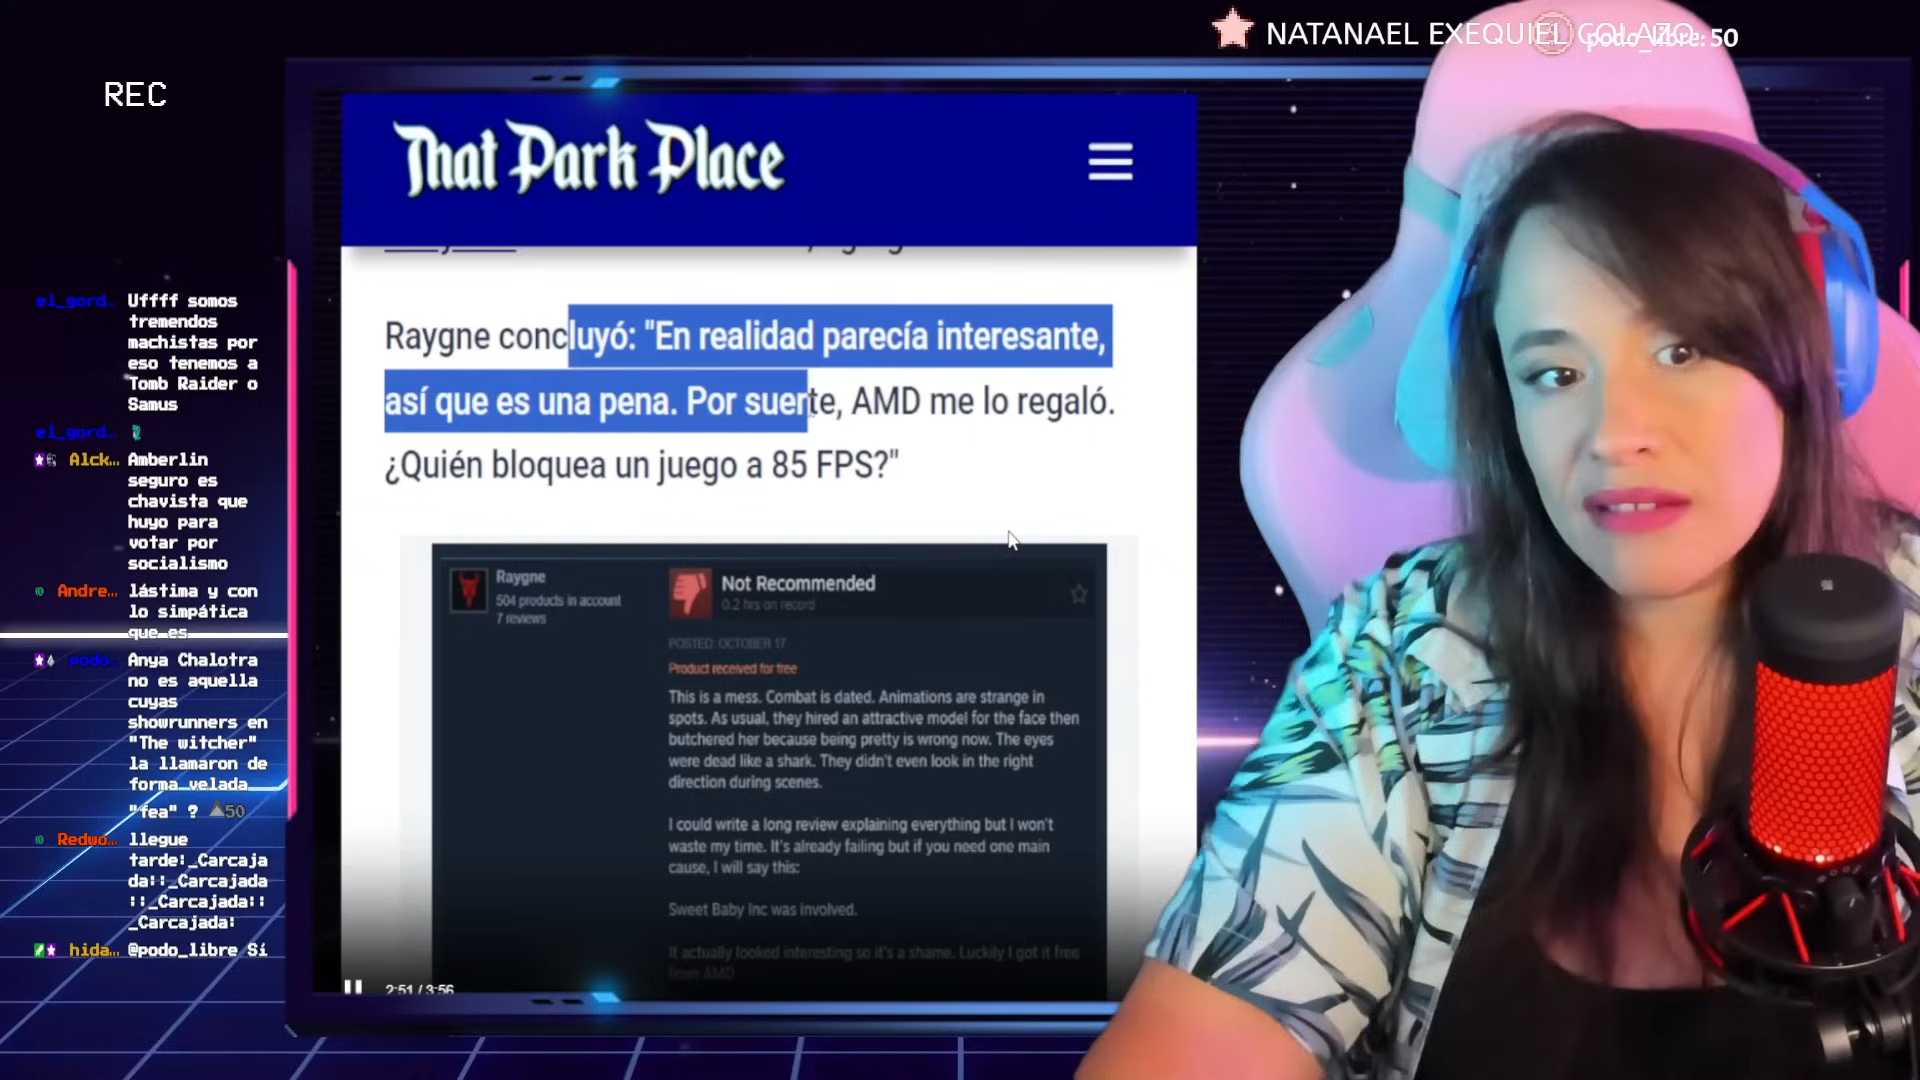 NATANAEL EXEQUIEL COLAZO
podo_libre: 50
REC
That Park Place
Raygne concluyó: "En realidad parecía interesante,
así que es una pena. Por suerte, AMD me lo regaló.
¿Quién bloquea un juego a 85 FPS?"
Raygne
504 products in account
7 reviews
Not Recommended
0.2 hrs on record
POSTED: OCTOBER 17
Product received for free
This is a mess. Combat is dated. Animations are strange in
spots. As usual, they hired an attractive model for the face then
butchered her because being pretty is wrong now. The eyes
were dead like a shark. They didn't even look in the right
direction during scenes.
I could write a long review explaining everything but I won't
waste my time. It's already failing but if you need one main
cause, I will say this:
Sweet Baby Inc was involved.
It actually looked interesting so it's a shame. Luckily I got it free
from AMD
2:51 / 3:56
el_gord... Uffff somos
tremendos
machistas por
eso tenemos a
Tomb Raider o
Samus
el_gord...
Alck... Amberlin
seguro es
chavista que
huyo para
votar por
socialismo
Andre... lástima y con
lo simpática
que es
podo... Anya Chalotra
no es aquella
cuyas
showrunners en
"The witcher"
la llamaron de
forma velada
"fea" ? 50
Redwo... llegue
tarde:_Carcaja
da::_Carcajada
::_Carcajada::
_Carcajada:
hida... @podo_libre Sí